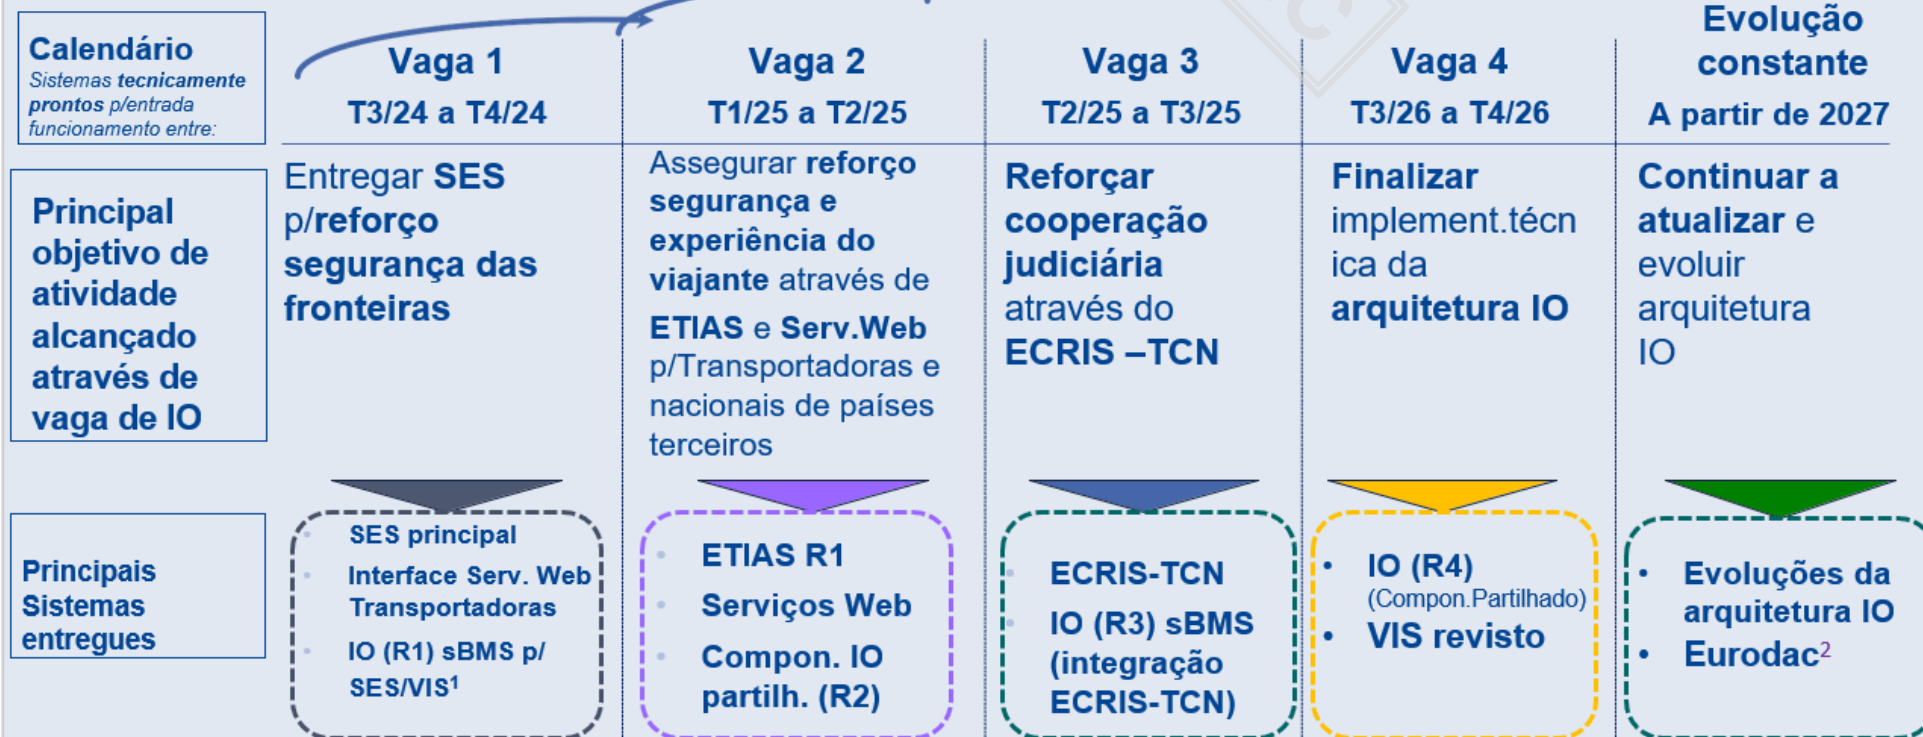 Calendário
Sistemas tecnicamente
prontos p/entrada
funcionamento entre:
Vaga 1
T3/24 a T4/24
Vaga 2
T1/25 a T2/25
Vaga 3
T2/25 a T3/25
Vaga 4
T3/26 a T4/26
Evolução
constante
A partir de 2027
Principal
objetivo de
atividade
alcançado
através de
vaga de IO
Entregar SES
p/reforço
segurança das
fronteiras
Assegurar reforço
segurança e
experiência do
viajante através de
ETIAS e Serv.Web
p/Transportadoras e
nacionais de países
terceiros
Reforçar
cooperação
judiciária
através do
ECRIS –TCN
Finalizar
implement.técn
ica da
arquitetura IO
Continuar a
atualizar e
evoluir
arquitetura
IO
Principais
Sistemas
entregues
SES principal
Interface Serv. Web
Transportadoras
IO (R1) sBMS p/
SES/VIS¹
ETIAS R1
Serviços Web
Compon. IO
partilh. (R2)
ECRIS-TCN
IO (R3) sBMS
(integração
ECRIS-TCN)
IO (R4)
(Compon.Partilhado)
VIS revisto
Evoluções da
arquitetura IO
Eurodac²